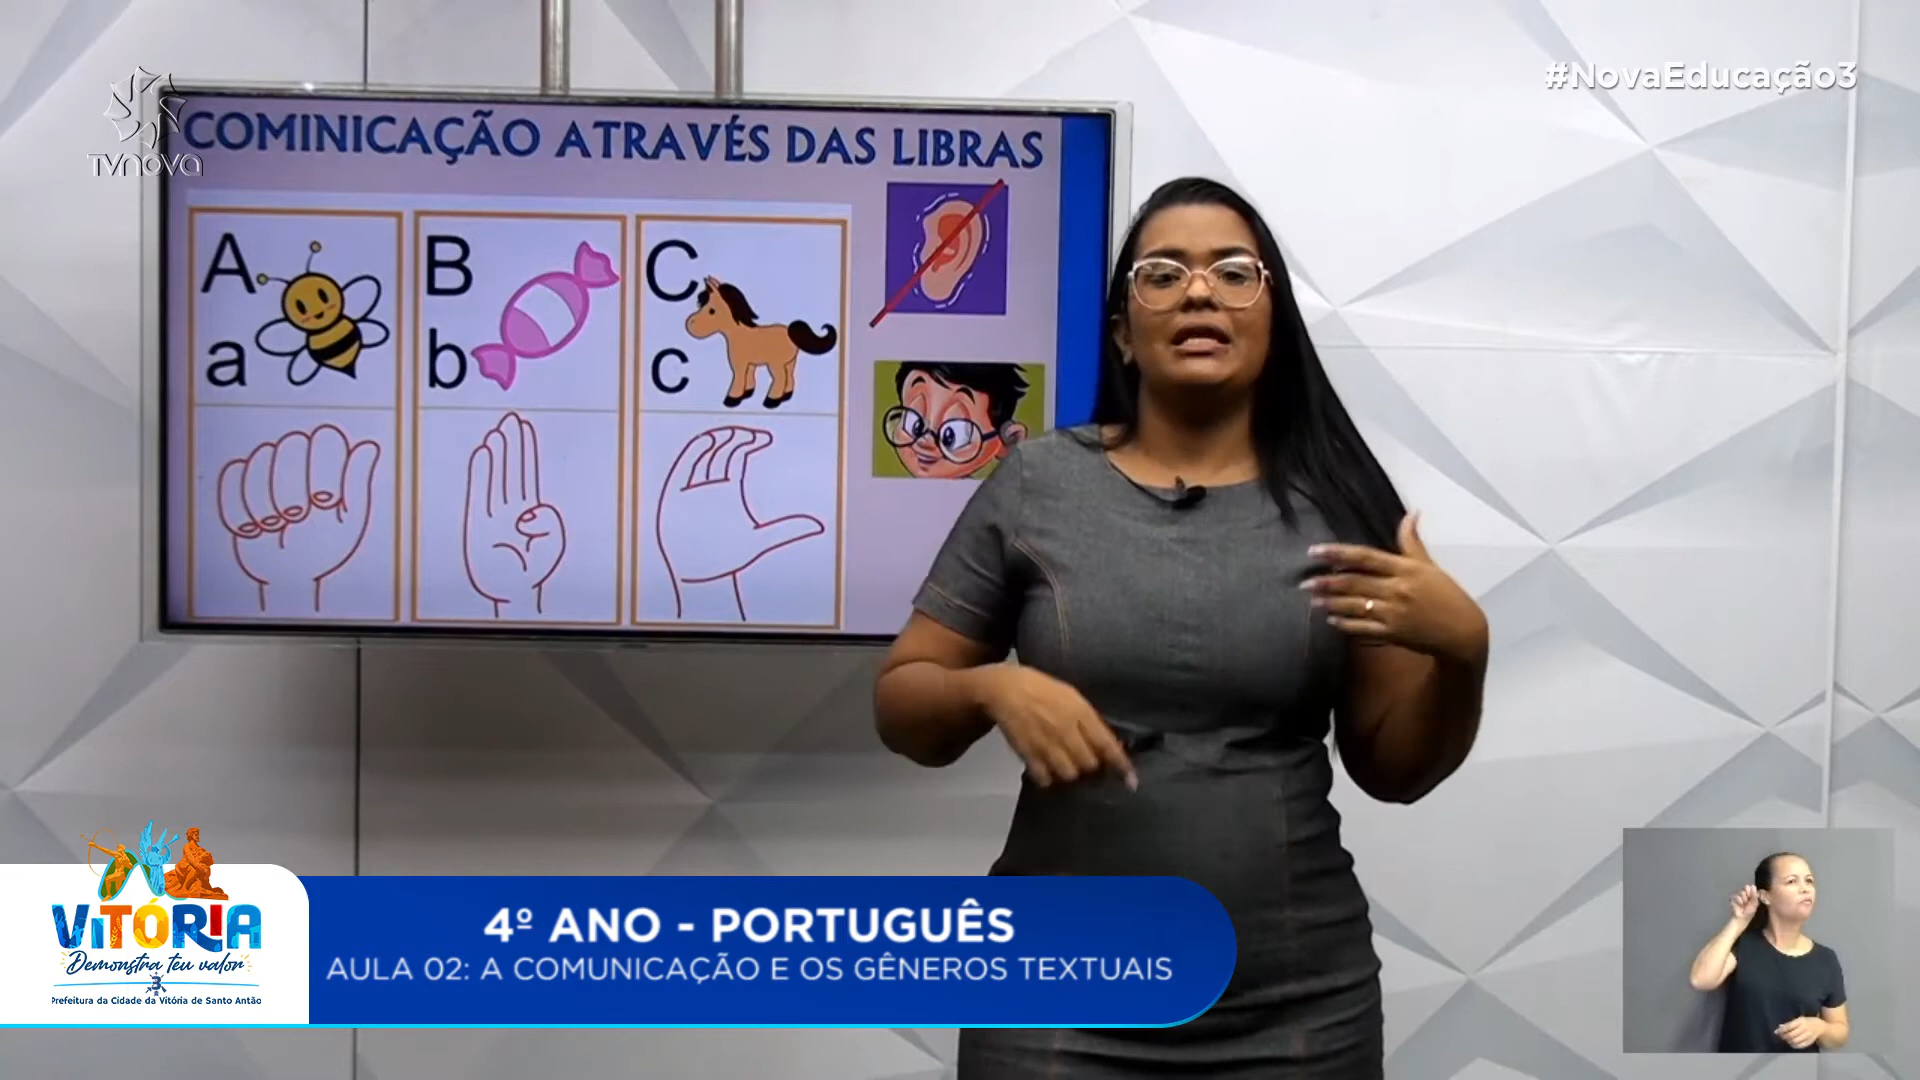 #NovaEducação3
TVNOVA
COMINICAÇÃO ATRAVÉS DAS LIBRAS
A
a
B
b
C
c
4º ANO - PORTUGUÊS
AULA 02: A COMUNICAÇÃO E OS GÊNEROS TEXTUAIS
VITÓRIA
Demonstra teu valor
Prefeitura da Cidade da Vitória de Santo Antão